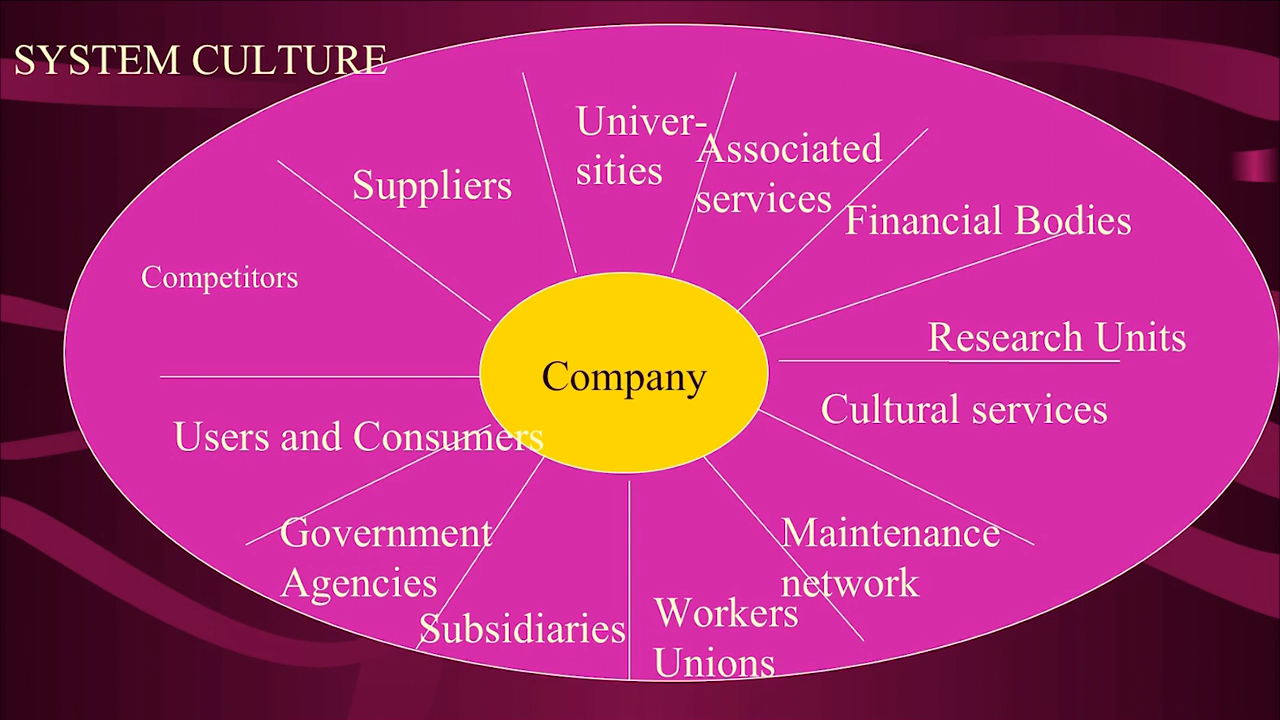 SYSTEM CULTURE
Univer-
sities
Associated
services
Suppliers
Financial Bodies
Competitors
Research Units
Company
Cultural services
Users and Consumers
Government
Agencies
Maintenance
network
Subsidiaries
Workers
Unions